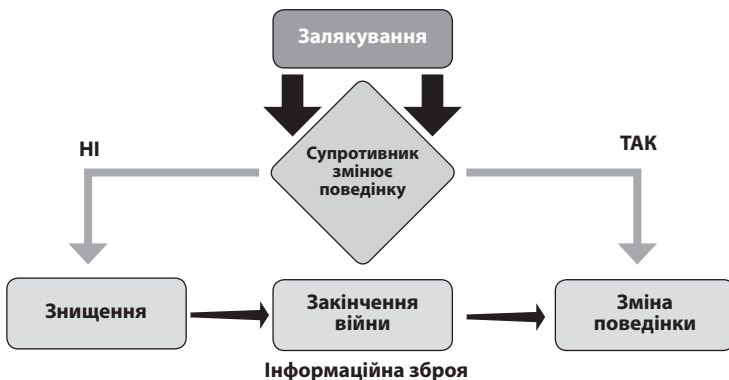 Залякування
НІ
ТАК
Супротивник
змінює
поведінку
Знищення
Закінчення
війни
Зміна
поведінки
Інформаційна зброя